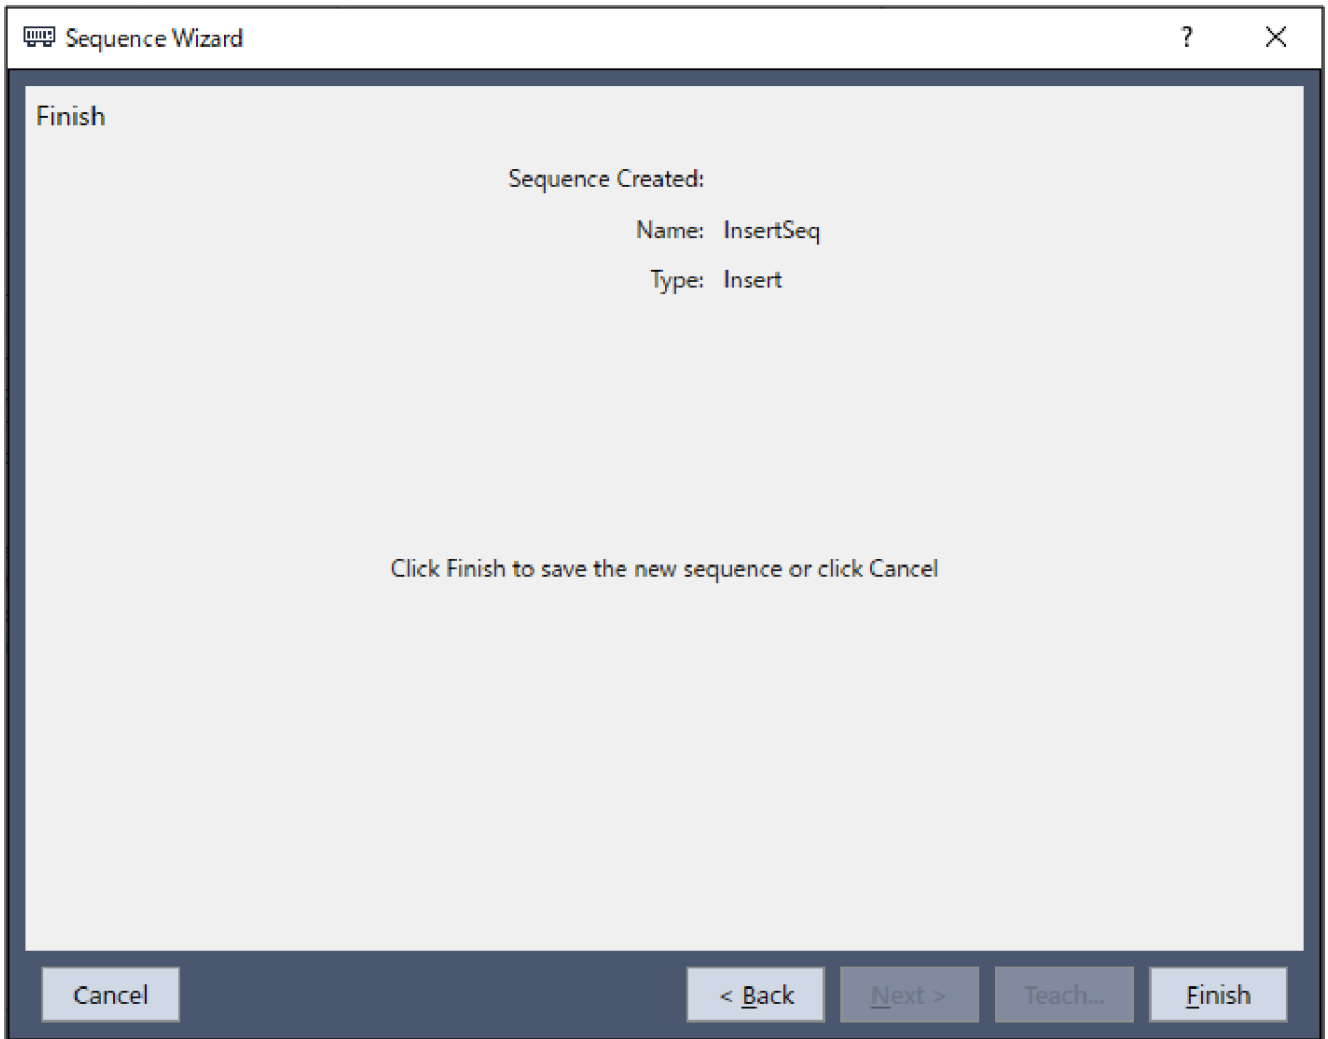 Sequence Wizard
?
Finish
Sequence Created:
Name: InsertSeq
Type: Insert
Click Finish to save the new sequence or click Cancel
Cancel < Back Next > Teach... Finish